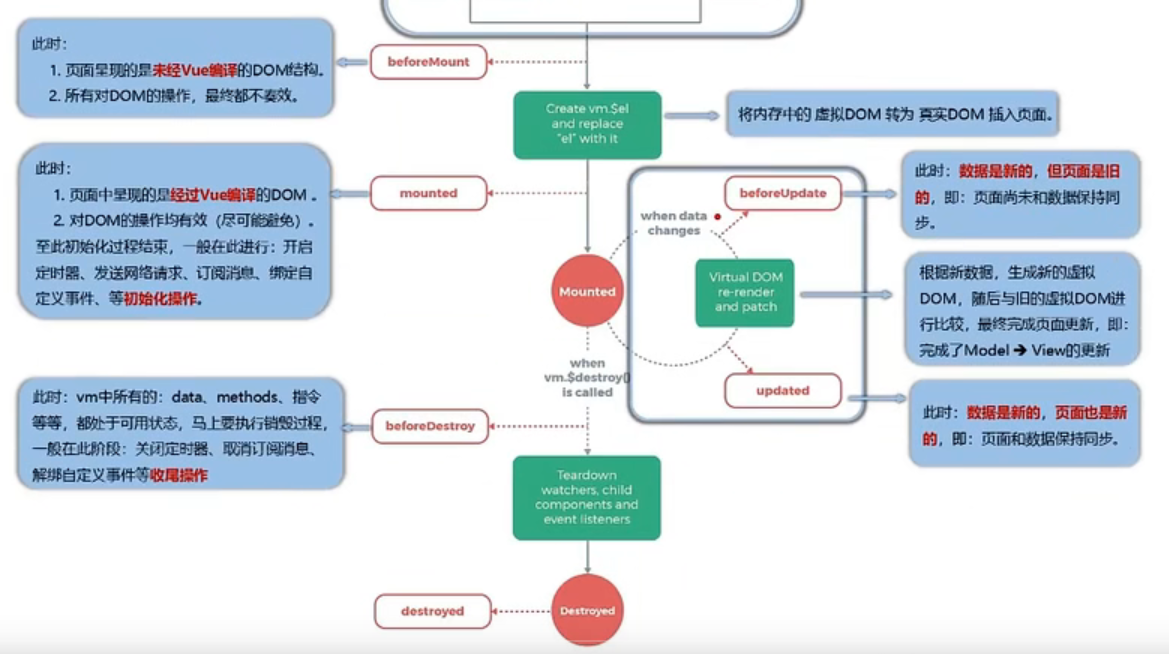 此时：
1. 页面呈现的是未经Vue编译的DOM结构。
2. 所有对DOM的操作，最终都不奏效。
beforeMount
Create vm.$el
and replace
"el" with it
将内存中的 虚拟DOM 转为 真实DOM 插入页面。
此时：
1. 页面中呈现的是经过Vue编译的DOM 。
2. 对DOM的操作均有效（尽可能避免）。
至此初始化过程结束，一般在此进行：开启
定时器、发送网络请求、订阅消息、绑定自
定义事件、等初始化操作。
mounted
beforeUpdate
此时：数据是新的，但页面是旧
的，即：页面尚未和数据保持同
步。
when data
changes
Mounted
Virtual DOM
re-render
and patch
根据新数据，生成新的虚拟
DOM，随后与旧的虚拟DOM进
行比较，最终完成页面更新，即：
完成了Model ➔ View的更新
when
vm.$destroy()
is called
updated
此时：数据是新的，页面也是新
的，即：页面和数据保持同步。
此时：vm中所有的：data、methods、指令
等等，都处于可用状态，马上要执行销毁过程，
一般在此阶段：关闭定时器、取消订阅消息、
解绑自定义事件等收尾操作
beforeDestroy
Teardown
watchers, child
components and
event listeners
destroyed
Destroyed